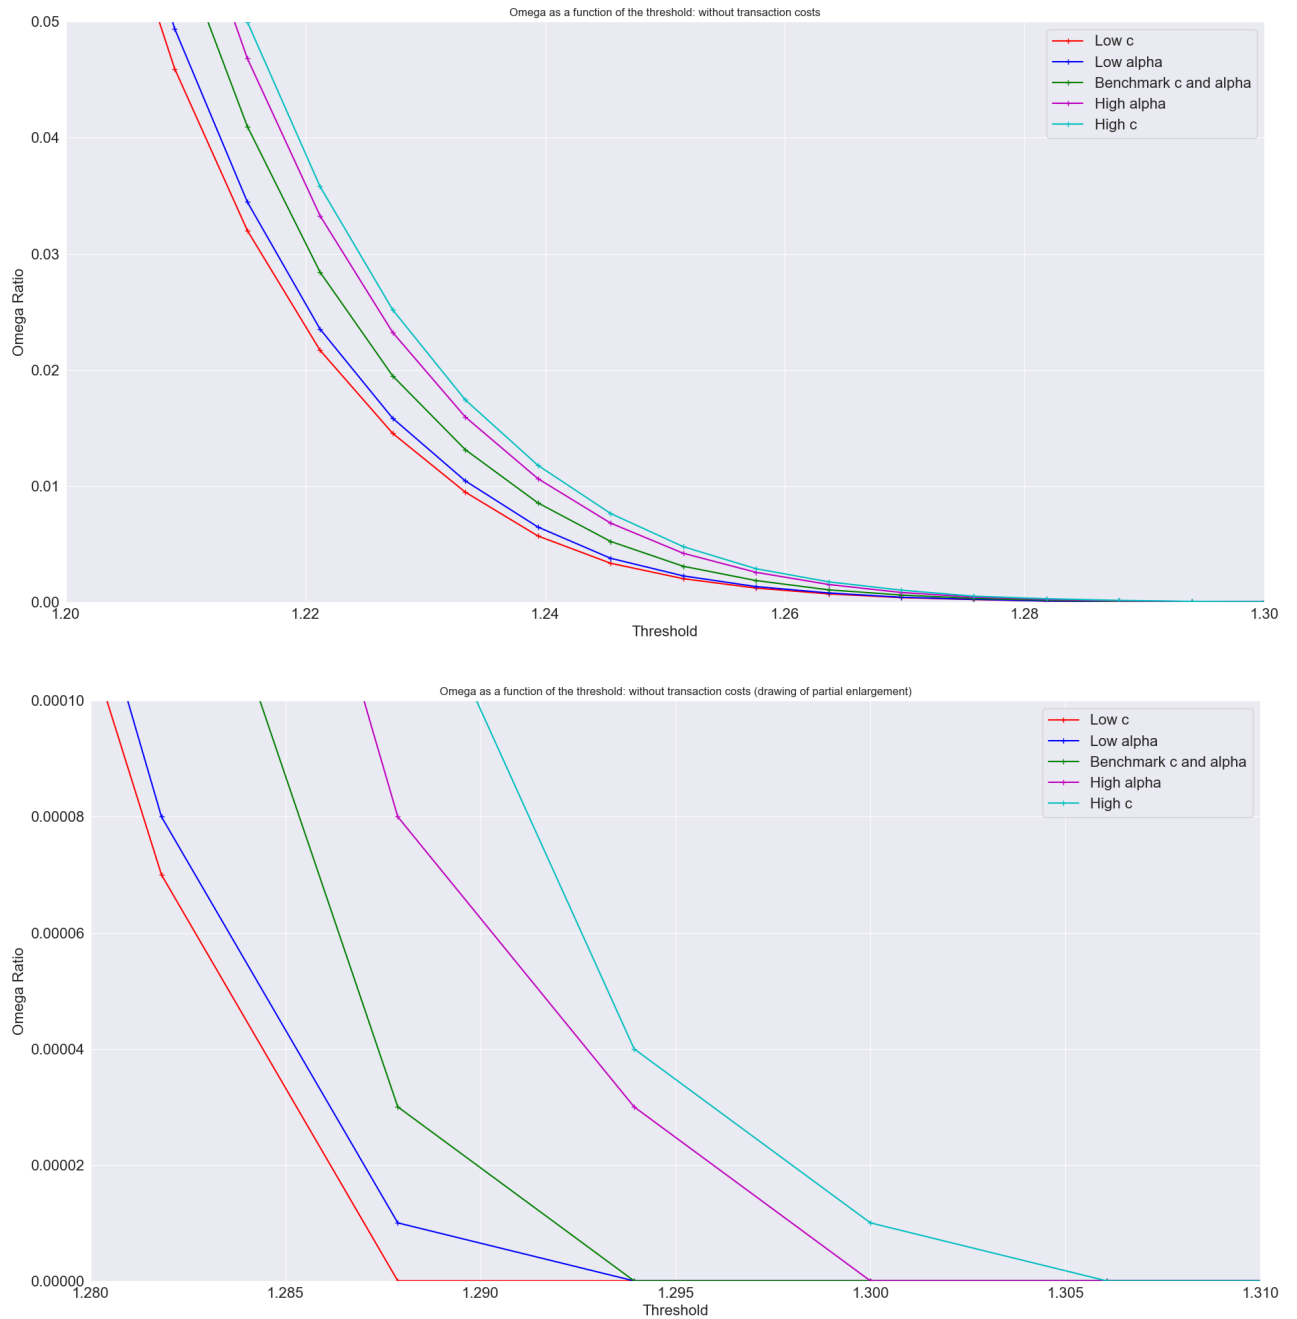 Omega as a function of the threshold: without transaction costs
0.05
0.04
0.03
0.02
0.01
0.00
Omega Ratio
Low c
Low alpha
Benchmark c and alpha
High alpha
High c
1.20 1.22 1.24 1.26 1.28 1.30
Threshold
Omega as a function of the threshold: without transaction costs (drawing of partial enlargement)
0.00010
0.00008
0.00006
0.00004
0.00002
0.00000
Omega Ratio
Low c
Low alpha
Benchmark c and alpha
High alpha
High c
1.280 1.285 1.290 1.295 1.300 1.305 1.310
Threshold